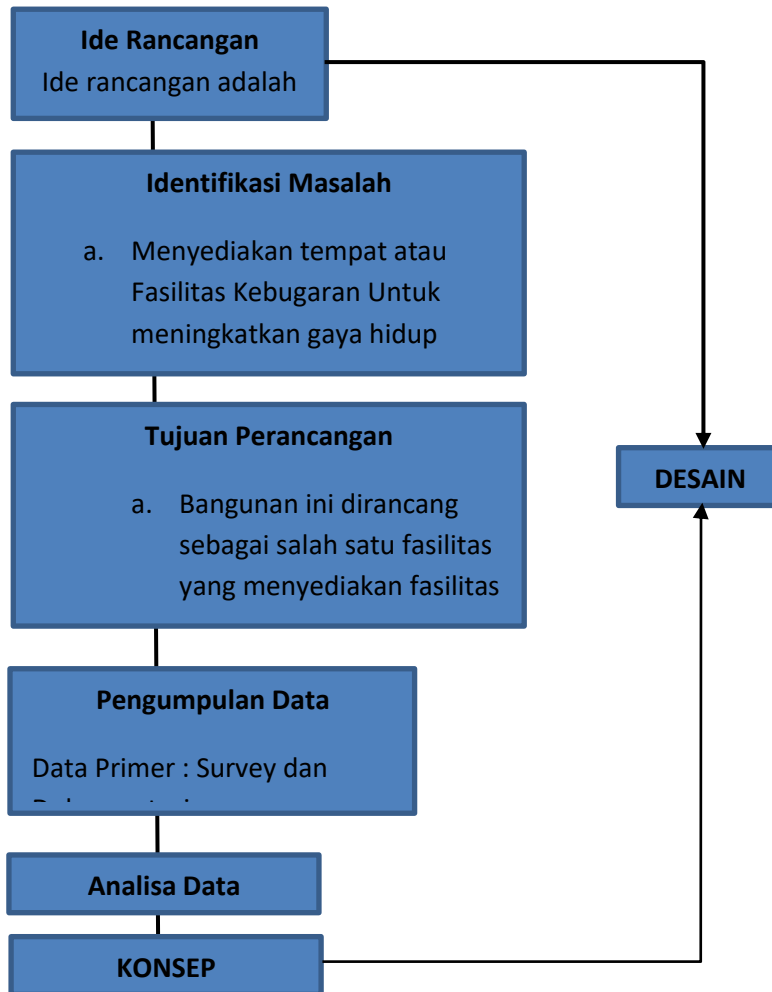 Ide Rancangan
Ide rancangan adalah
Identifikasi Masalah
a. Menyediakan tempat atau
Fasilitas Kebugaran Untuk
meningkatkan gaya hidup
Tujuan Perancangan
a. Bangunan ini dirancang
sebagai salah satu fasilitas
yang menyediakan fasilitas
DESAIN
Pengumpulan Data
Data Primer : Survey dan
Analisa Data
KONSEP